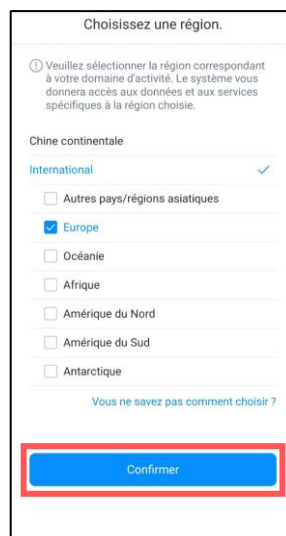 Choisissez une région.
Veuillez sélectionner la région correspondant
à votre domaine d'activité. Le système vous
donnera accès aux données et aux services
spécifiques à la région choisie.
Chine continentale
International
Autres pays/régions asiatiques
Europe
Océanie
Afrique
Amérique du Nord
Amérique du Sud
Antarctique
Vous ne savez pas comment choisir ?
Confirmer